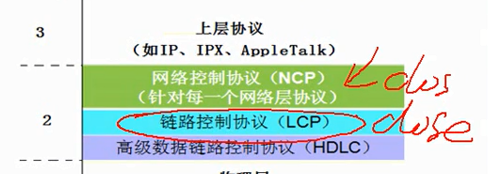 3
上层协议
（如IP、IPX、AppleTalk）
网络控制协议（NCP）
（针对每一个网络层协议）
dos
2
链路控制协议（LCP）
close
高级数据链路控制协议（HDLC）